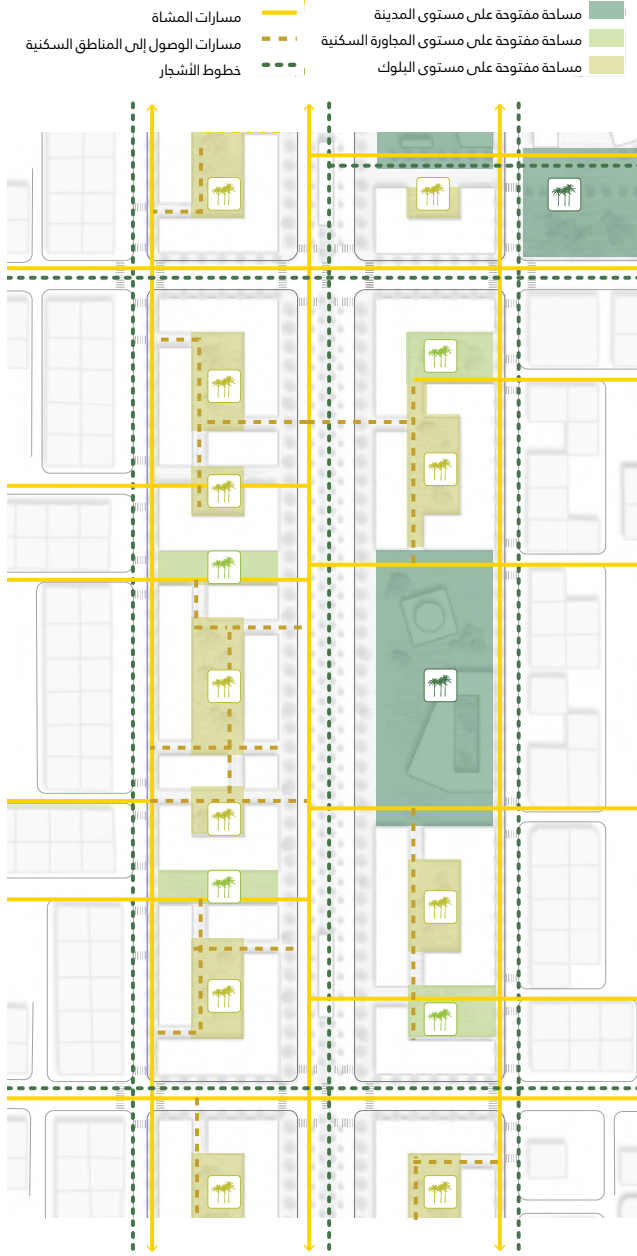 مساحة مفتوحة على مستوى المدينة
مساحة مفتوحة على مستوى المجاورة السكنية
مساحة مفتوحة على مستوى البلوك
مسارات المشاة
مسارات الوصول إلى المناطق السكنية
خطوط الأشجار